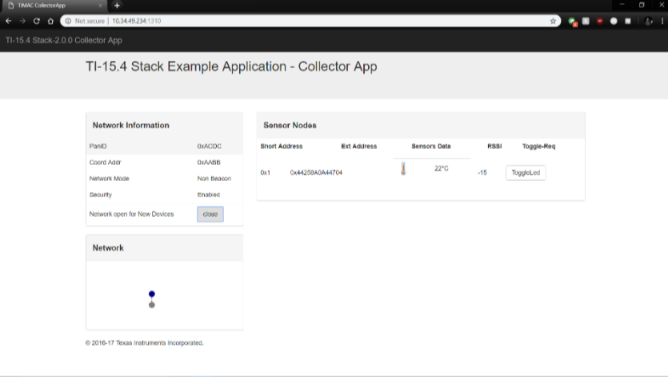 TIMAC CollectorApp
Not secure | 10.34.49.234:1310
TI-15.4 Stack-2.0.0 Collector App
TI-15.4 Stack Example Application - Collector App
Network Information
PanID 0xACDC
Coord Addr 0xAABB
Network Mode Non Beacon
Security Enabled
Network open for New Devices close
Sensor Nodes
Short Address Ext Address Sensors Data RSSI Toggle-Req
0x1 22°C -15 ToggleLed
Network
© 2016-17 Texas Instruments Incorporated.